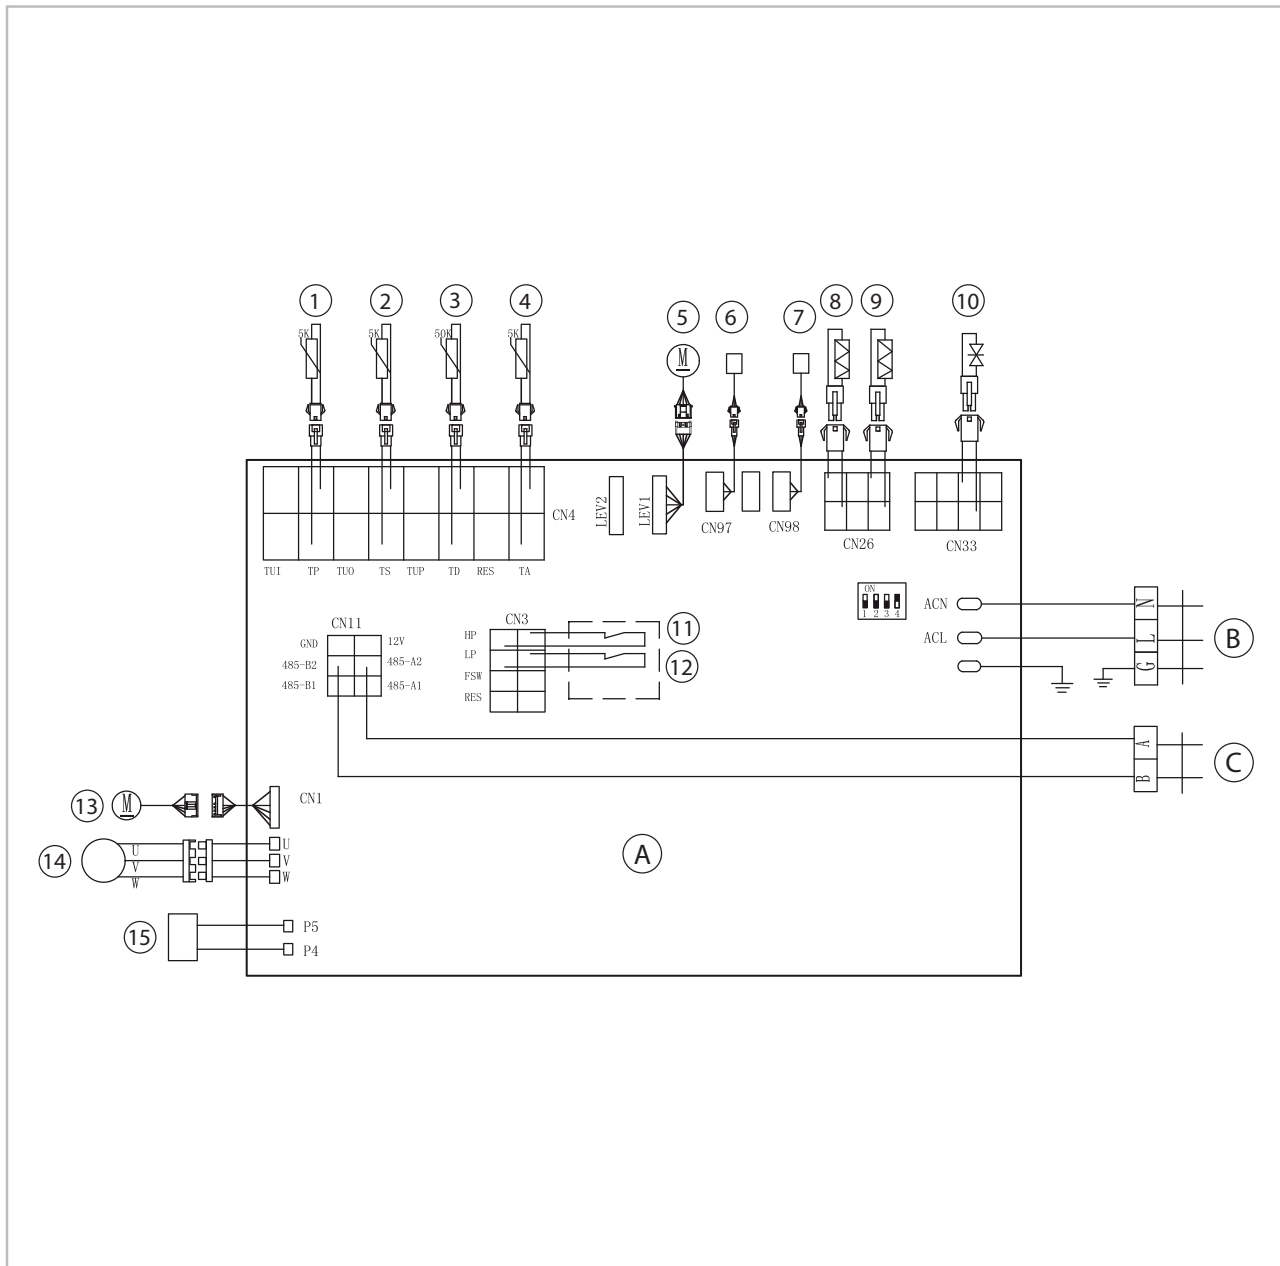 1 2 3 4 5 6 7 8 9 10
5K 5K 50K 5K
M
LEV2 LEV1
CN4
CN97 CN98
CN26 CN33
TUI TP TUO TS TUP TD RES TA
ON
1 2 3 4
ACN
ACL
N
L
G
B
CN11
GND 12V
485-B2 485-A2
485-B1 485-A1
CN3
HP
LP
FSW
RES
11
12
A
B
C
13 M CN1
14 U V W U V W
A
15 P5
P4